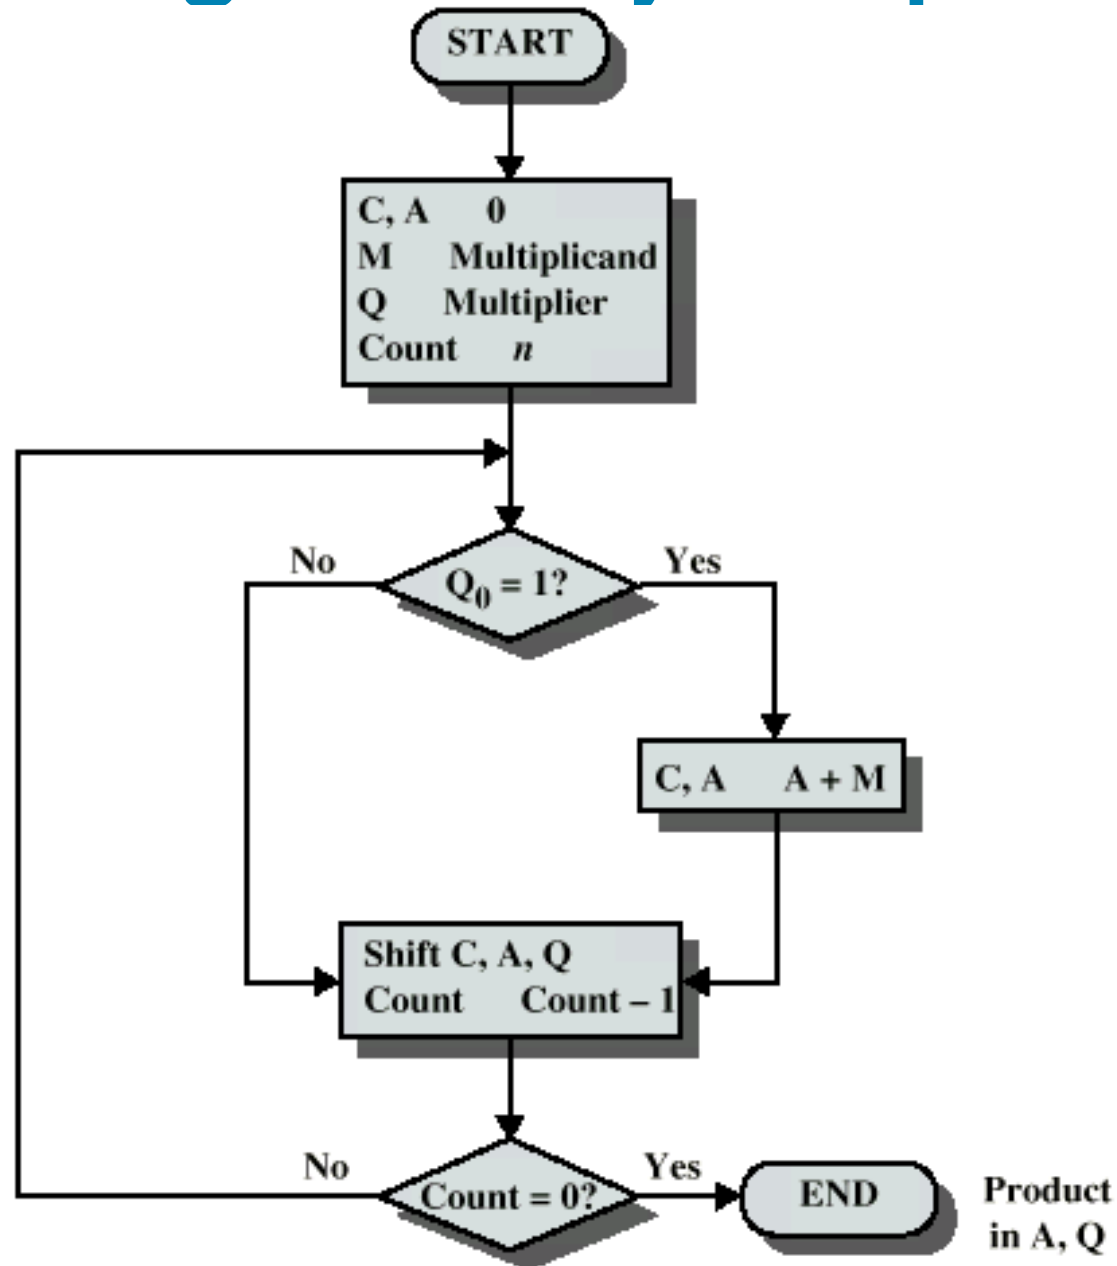 START
C, A 0
M Multiplicand
Q Multiplier
Count n
No
Q0 = 1?
Yes
C, A A + M
Shift C, A, Q
Count Count – 1
No
Count = 0?
Yes
END
Product
in A, Q